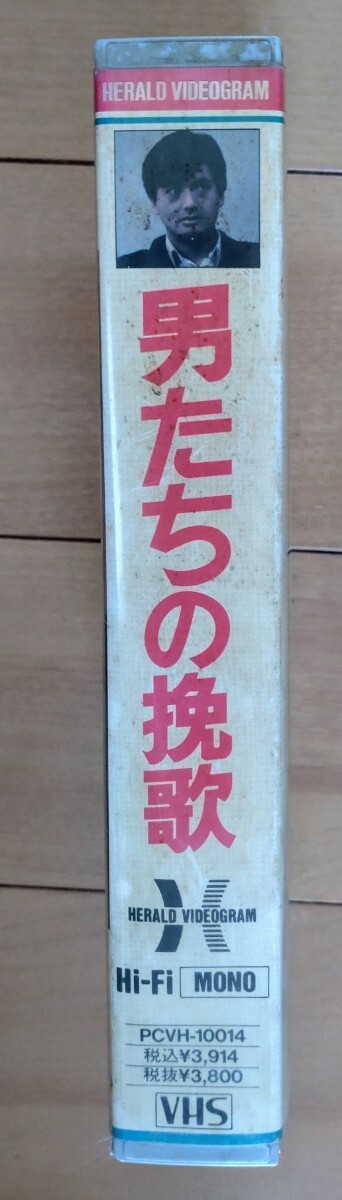 HERALD VIDEOGRAM
男たちの挽歌
HERALD VIDEOGRAM
Hi-Fi MONO
PCVH-10014
税込¥3,914
税抜¥3,800
VHS